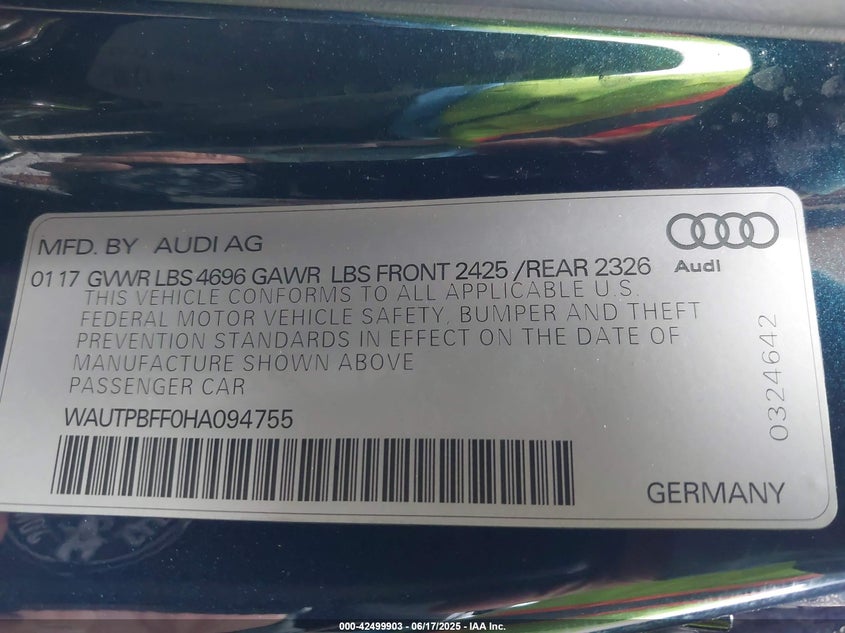 MFD. BY AUDI AG
Audi
01 17 GVWR LBS 4696 GAWR LBS FRONT 2425 /REAR 2326
THIS VEHICLE CONFORMS TO ALL APPLICABLE U.S.
FEDERAL MOTOR VEHICLE SAFETY, BUMPER AND THEFT
PREVENTION STANDARDS IN EFFECT ON THE DATE OF
MANUFACTURE SHOWN ABOVE
PASSENGER CAR
WAUTPBFF0HA094755
0324642
GERMANY
000-42499903 - 06/17/2025 - IAA Inc.